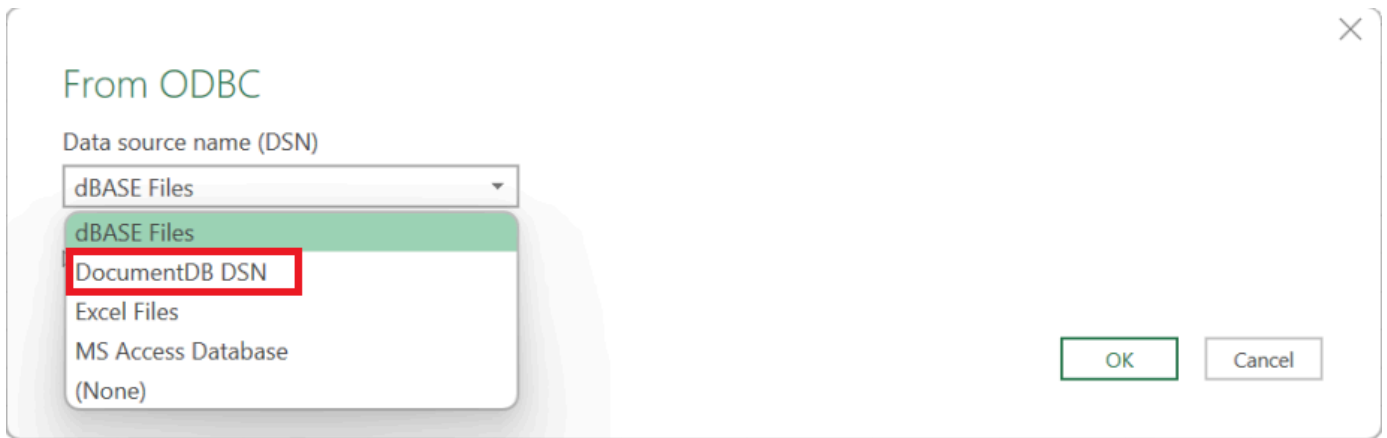 From ODBC
Data source name (DSN)
dBASE Files
dBASE Files
DocumentDB DSN
Excel Files
MS Access Database
(None)
OK Cancel